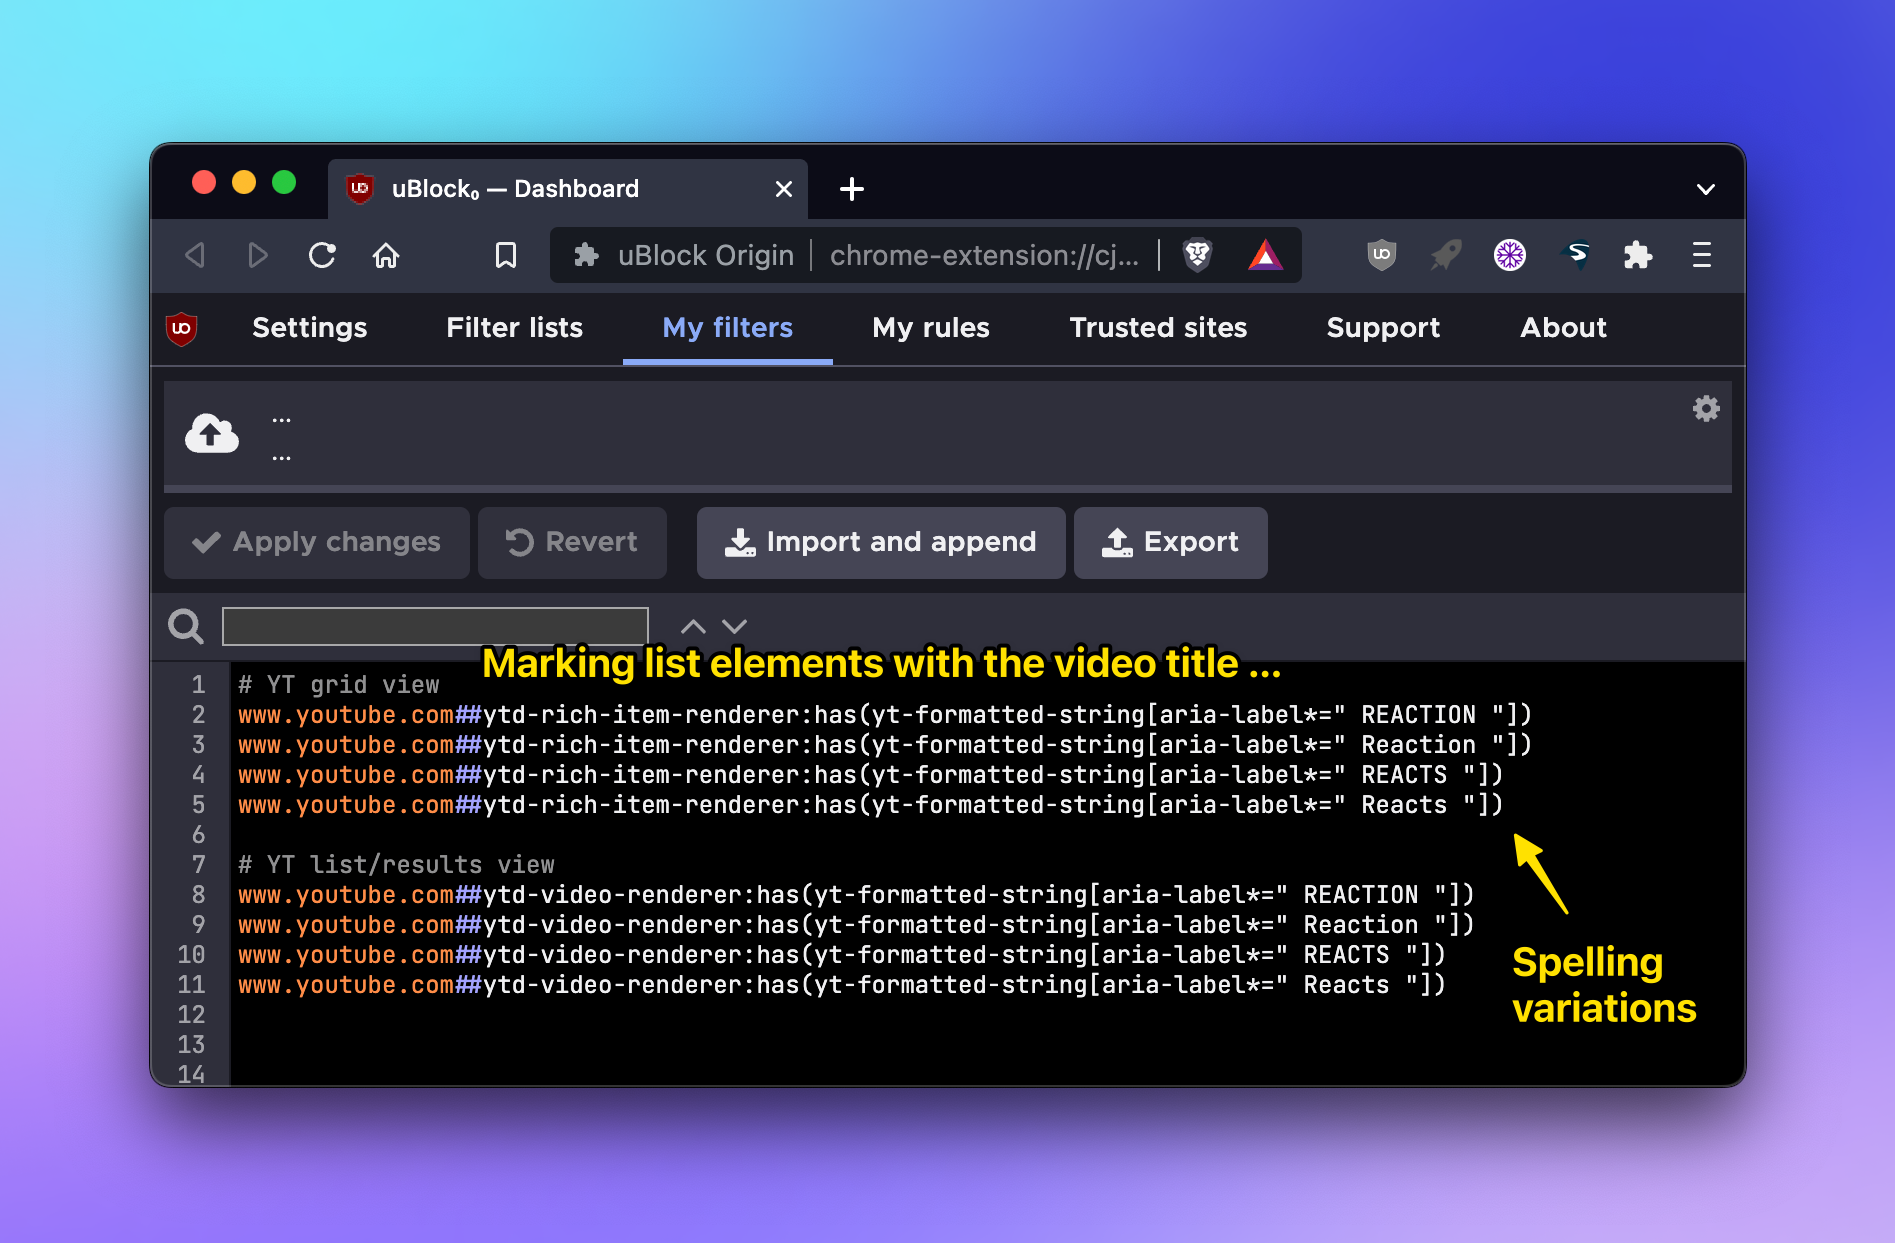 uBlock₀ — Dashboard
uBlock Origin | chrome-extension://cj...
Settings Filter lists My filters My rules Trusted sites Support About
...
...
Apply changes Revert Import and append Export
Marking list elements with the video title ...
1 # YT grid view
2 www.youtube.com##ytd-rich-item-renderer:has(yt-formatted-string[aria-label*=" REACTION "])
3 www.youtube.com##ytd-rich-item-renderer:has(yt-formatted-string[aria-label*=" Reaction "])
4 www.youtube.com##ytd-rich-item-renderer:has(yt-formatted-string[aria-label*=" REACTS "])
5 www.youtube.com##ytd-rich-item-renderer:has(yt-formatted-string[aria-label*=" Reacts "])
6
7 # YT list/results view
8 www.youtube.com##ytd-video-renderer:has(yt-formatted-string[aria-label*=" REACTION "])
9 www.youtube.com##ytd-video-renderer:has(yt-formatted-string[aria-label*=" Reaction "])
10 www.youtube.com##ytd-video-renderer:has(yt-formatted-string[aria-label*=" REACTS "])
11 www.youtube.com##ytd-video-renderer:has(yt-formatted-string[aria-label*=" Reacts "])
12
13
14
Spelling
variations